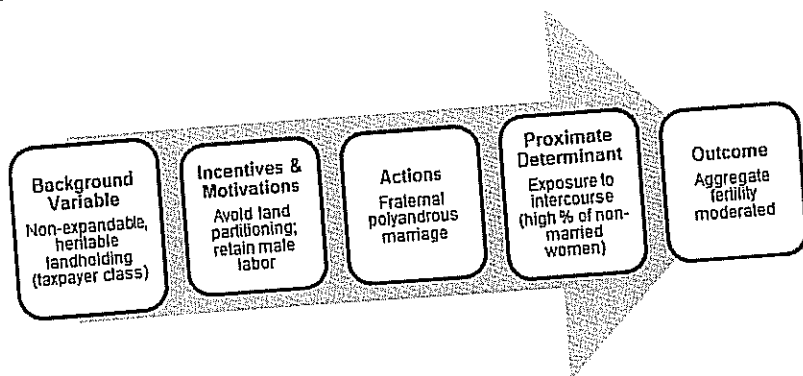 Background
Variable
Non-expandable,
heritable
landholding
(taxpayer class)
Incentives &
Motivations
Avoid land
partitioning;
retain male
labor
Actions
Fraternal
polyandrous
marriage
Proximate
Determinant
Exposure to
intercourse
(high % of non-
married
women)
Outcome
Aggregate
fertility
moderated